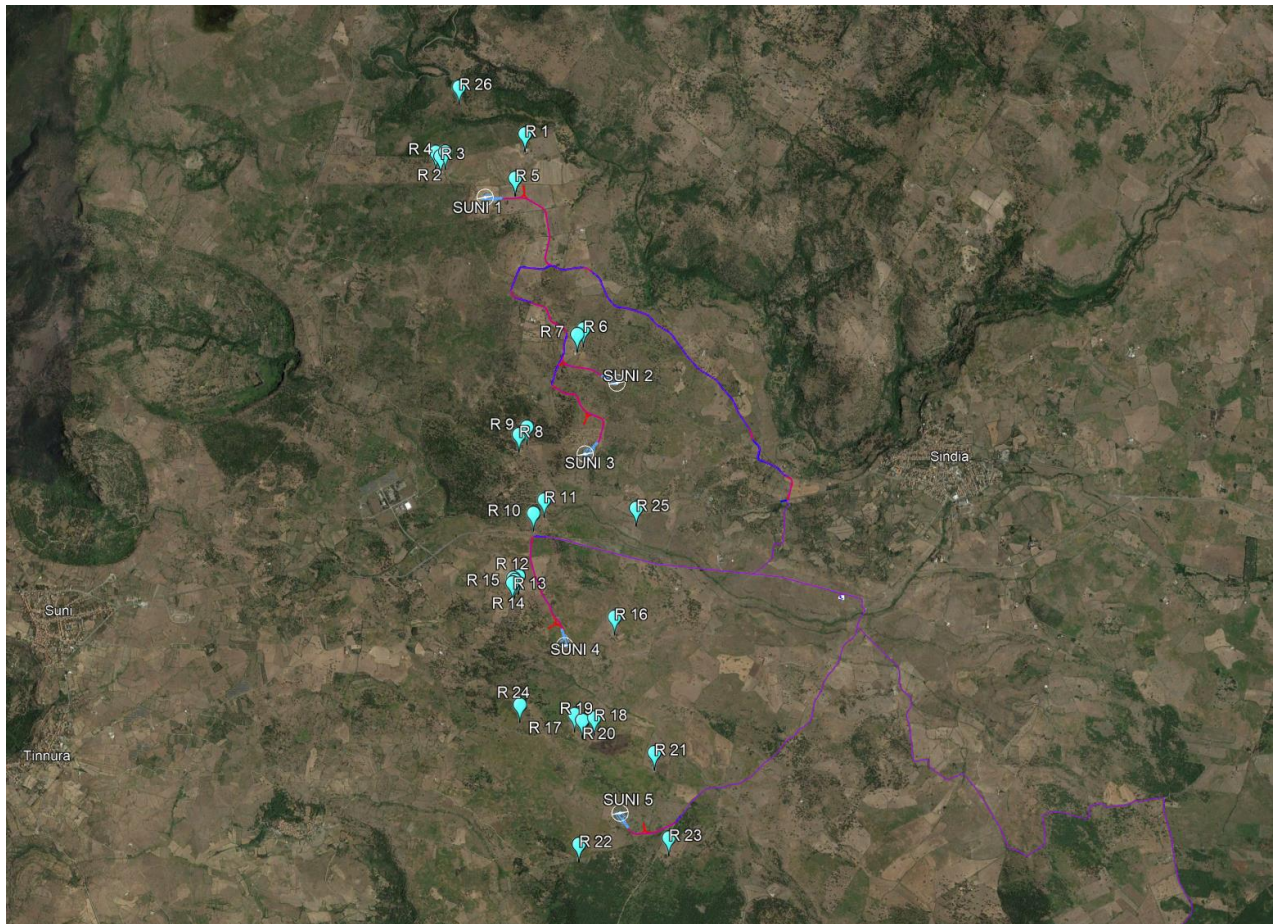 R 26
R 1
R 4
R 3
R 2
R 5
SUNI 1
R 7
R 6
SUNI 2
R 9
R 8
SUNI 3
Sindia
R 11
R 10
R 25
R 12
R 15
R 13
R 14
Suni
R 16
SUNI 4
R 24
R 19
R 18
R 17
R 20
Tinnura
R 21
SUNI 5
R 23
R 22